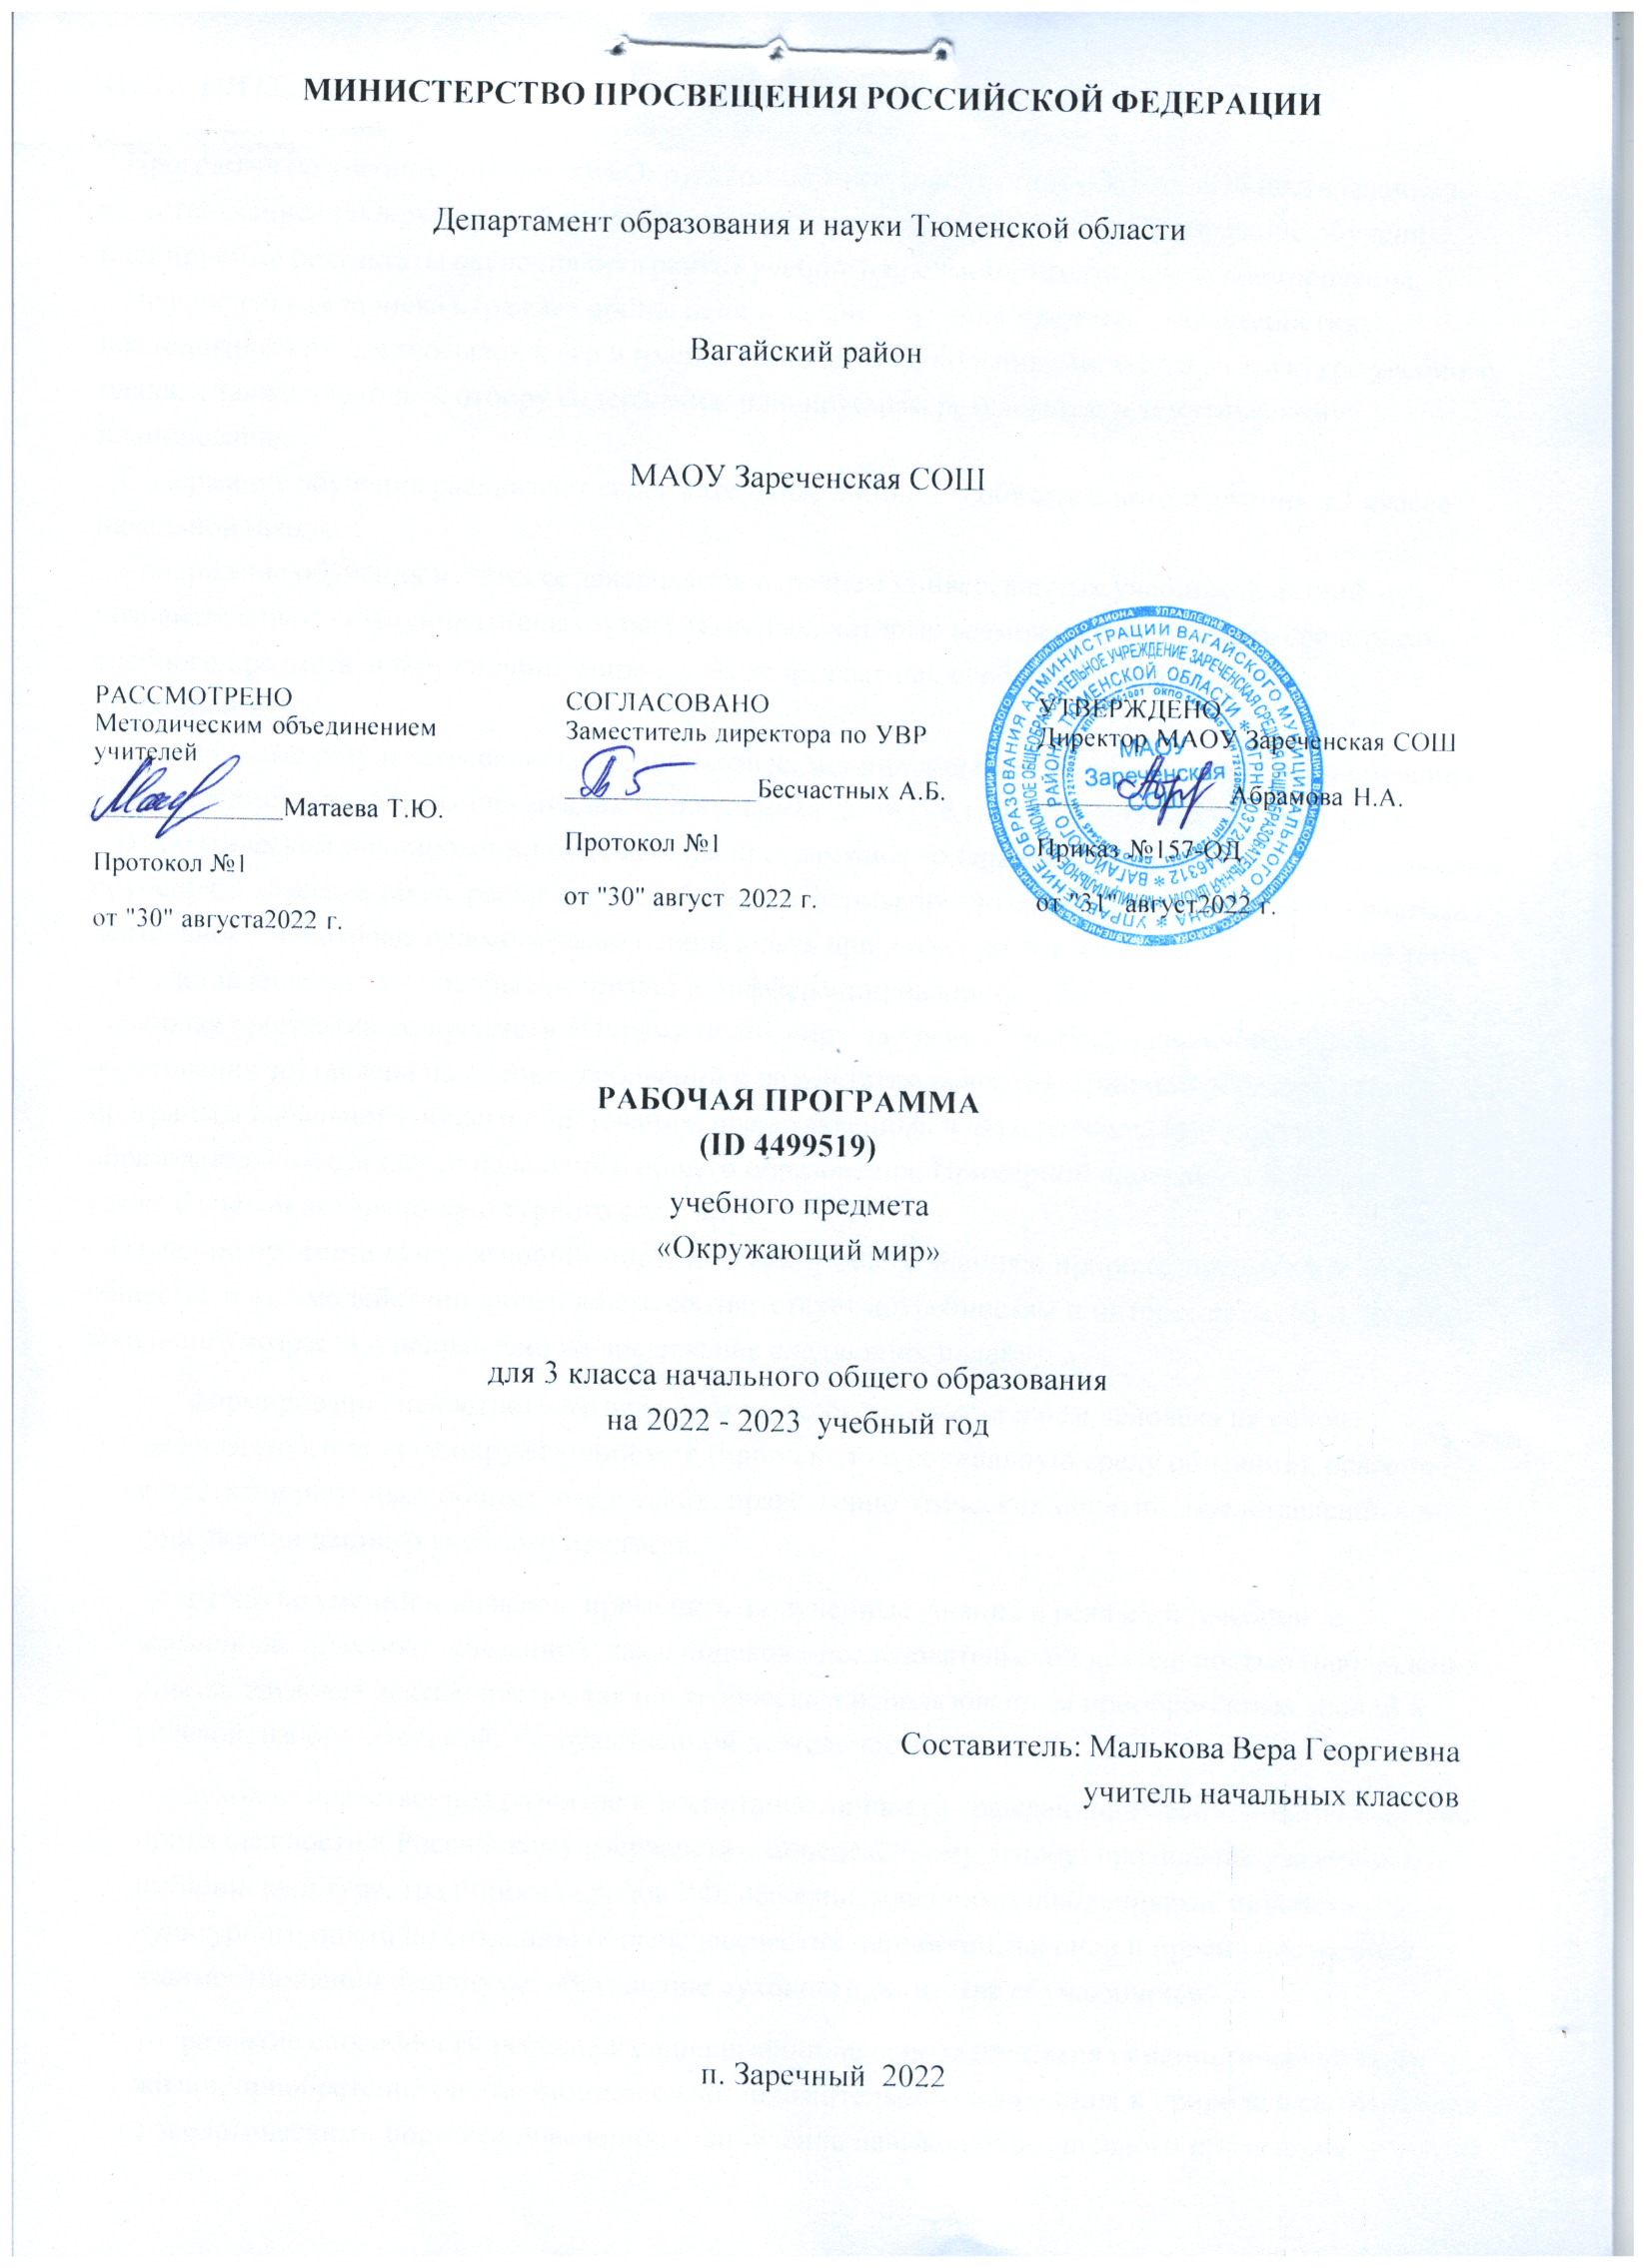 МИНИСТЕРСТВО ПРОСВЕЩЕНИЯ РОССИЙСКОЙ ФЕДЕРАЦИИ
Департамент образования и науки Тюменской области
Вагайский район
МАОУ Зареченская СОШ
РАССМОТРЕНО
Методическим объединением
учителей
Матаева Т.Ю.
Протокол №1
от "30" августа2022 г.
СОГЛАСОВАНО
Заместитель директора по УВР
Бесчастных А.Б.
Протокол №1
от "30" август 2022 г.
УТВЕРЖДЕНО
Директор МАОУ Зареченская СОШ
Абрамова Н.А.
Приказ №157-ОД
от "31" август2022 г.
МАОУ
Зареченская
СОШ
РАБОЧАЯ ПРОГРАММА
(ID 4499519)
учебного предмета
«Окружающий мир»
для 3 класса начального общего образования
на 2022 - 2023 учебный год
Составитель: Малькова Вера Георгиевна
учитель начальных классов
п. Заречный 2022